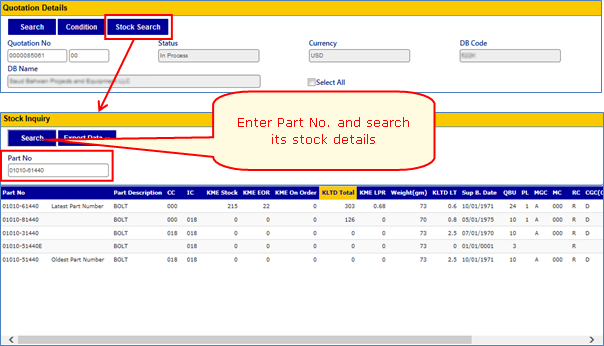 Quotation Details
Search Condition Stock Search
Quotation No Status Currency DB Code
0000085061 00 In Process USD
DB Name
Select All
Stock Inquiry
Search Export Data
Enter Part No. and search
its stock details
Part No
01010-61440
Part No Part Description CC IC KME Stock KME EOR KME On Order KLTD Total KME LPR Weight(gm) KLTD LT Sup B. Date QBU PL MGC MC RC CGC(
01010-61440 Latest Part Number BOLT 000 215 22 0 303 0.68 73 0.6 10/01/1971 24 1 A 000 R D
01010-81440 BOLT 000 018 0 0 0 126 0 70 0.8 05/01/1975 10 1 A 000 R D
01010-31440 BOLT 018 018 0 0 0 0 0 73 2.5 07/01/1970 10 A 000 R D
01010-51440E BOLT 018 0 0 0 0 0 73 0 01/01/0001 3 R
01010-51440 Oldest Part Number BOLT 018 018 0 0 0 0 0 73 2.5 10/01/1971 10 A 000 R D